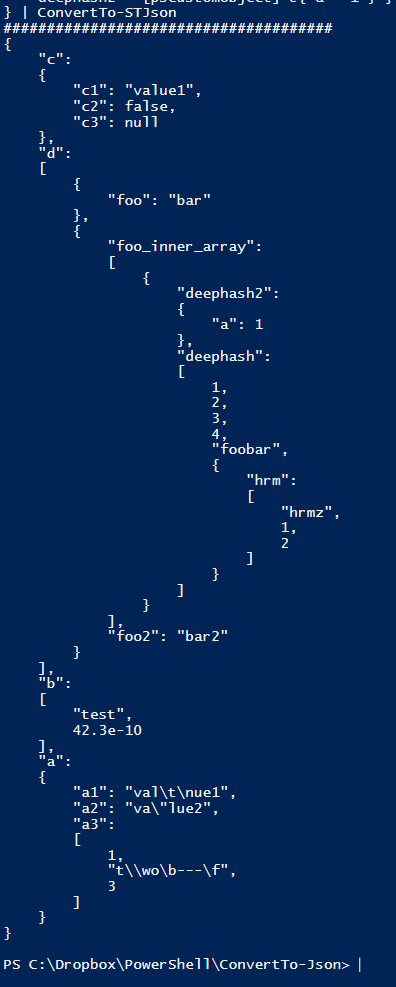 } | ConvertTo-STJson
######################################
{
    "c":
    {
        "c1": "value1",
        "c2": false,
        "c3": null
    },
    "d":
    [
        {
            "foo": "bar"
        },
        {
            "foo_inner_array":
            [
                {
                    "deephash2":
                    {
                        "a": 1
                    },
                    "deephash":
                    [
                        1,
                        2,
                        3,
                        4,
                        "foobar",
                        {
                            "hrm":
                            [
                                "hrmz",
                                1,
                                2
                            ]
                        }
                    ]
                }
            ],
            "foo2": "bar2"
        }
    ],
    "b":
    [
        "test",
        42.3e-10
    ],
    "a":
    {
        "a1": "val\t\nue1",
        "a2": "va\"lue2",
        "a3":
        [
            1,
            "t\\wo\b---\f",
            3
        ]
    }
}
PS C:\Dropbox\PowerShell\ConvertTo-Json>